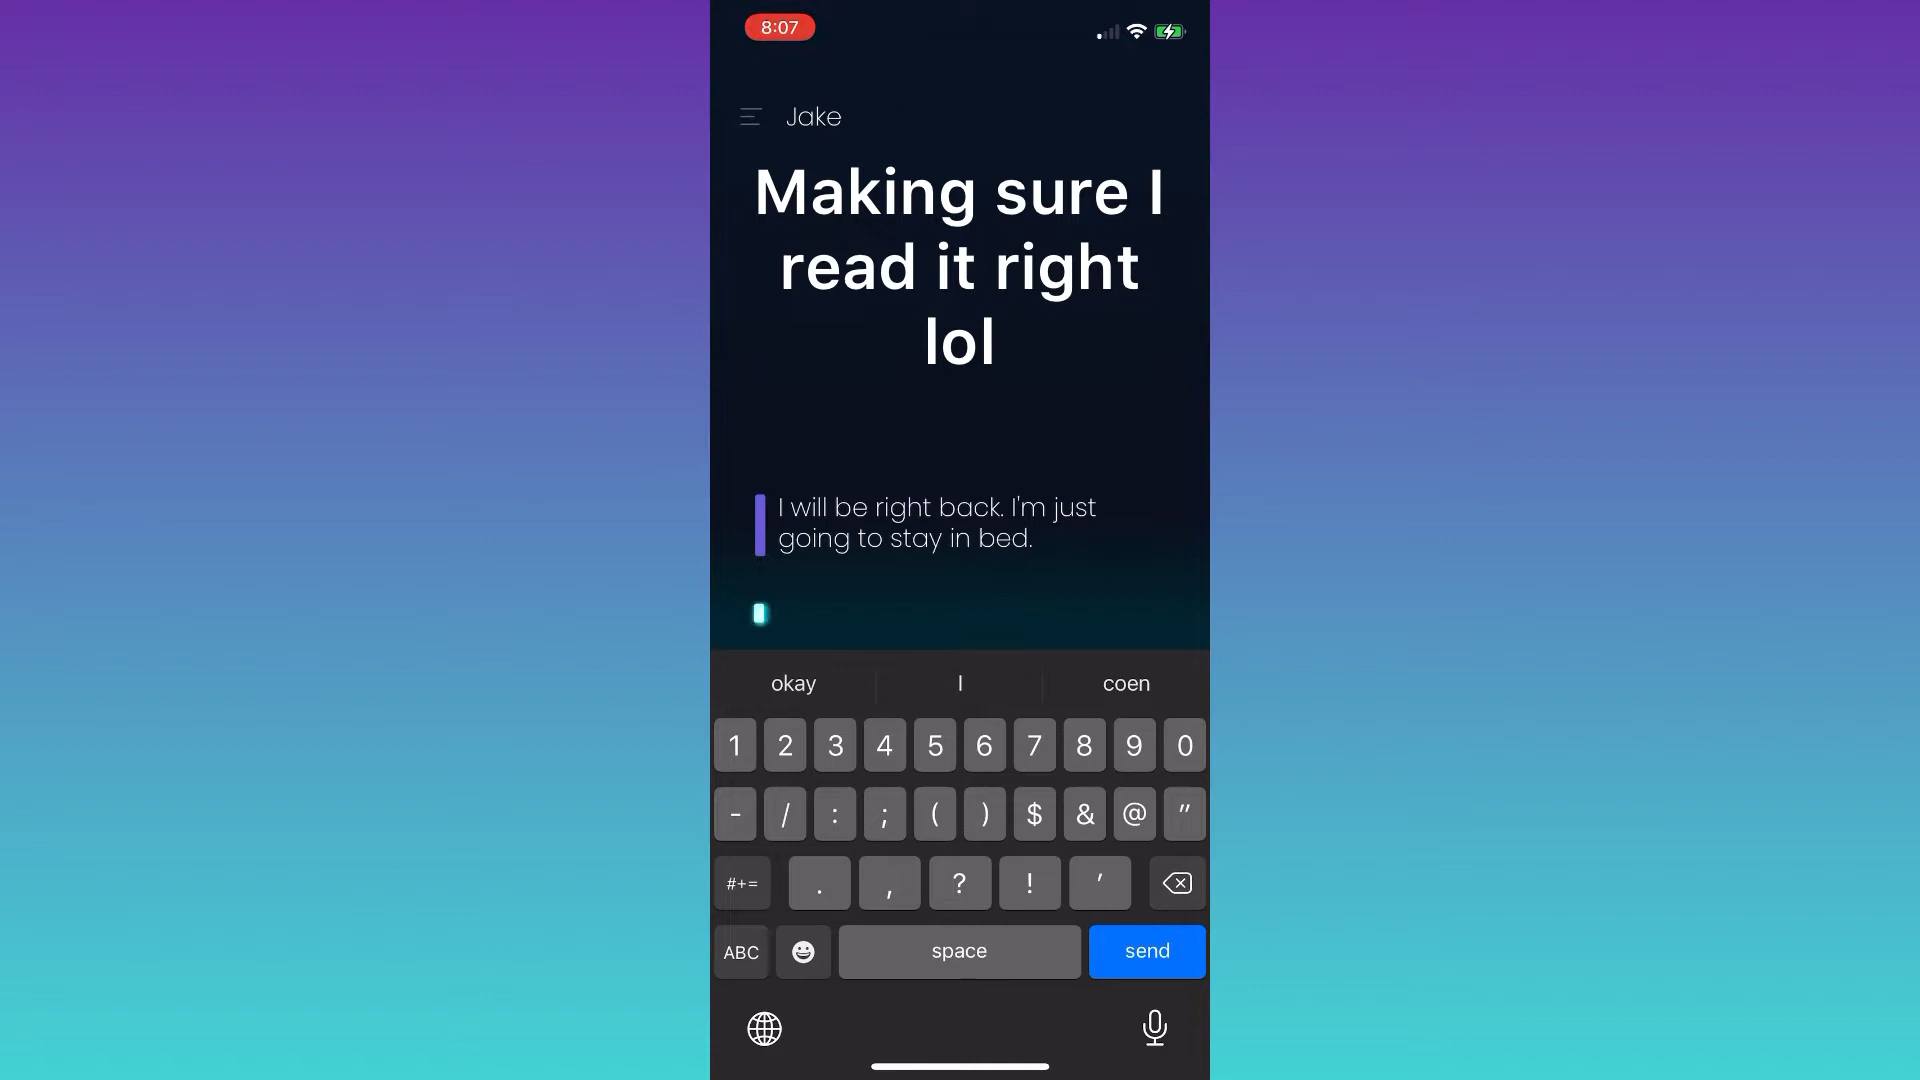 8:07
Jake
Making sure I
read it right
lol
I will be right back. I'm just
going to stay in bed.
okay I coen
1 2 3 4 5 6 7 8 9 0
- / : ; ( ) $ & @ "
#+= . , ? ! '
ABC space send